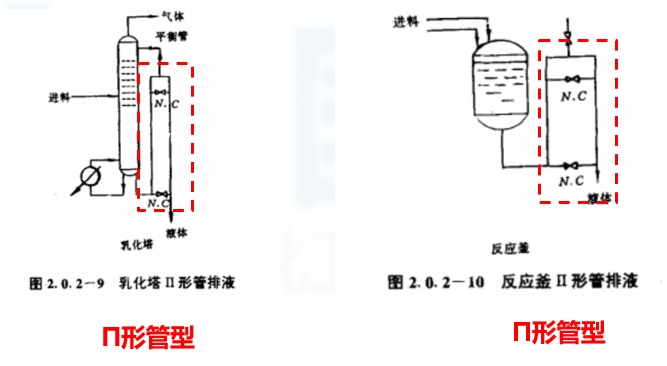 气体
平衡管
进料
N.C
N.C
液体
乳化塔
图2.0.2-9 乳化塔Π形管排液
Π形管型
进料
N.C
N.C
液体
反应釜
图2.0.2-10 反应釜Π形管排液
Π形管型